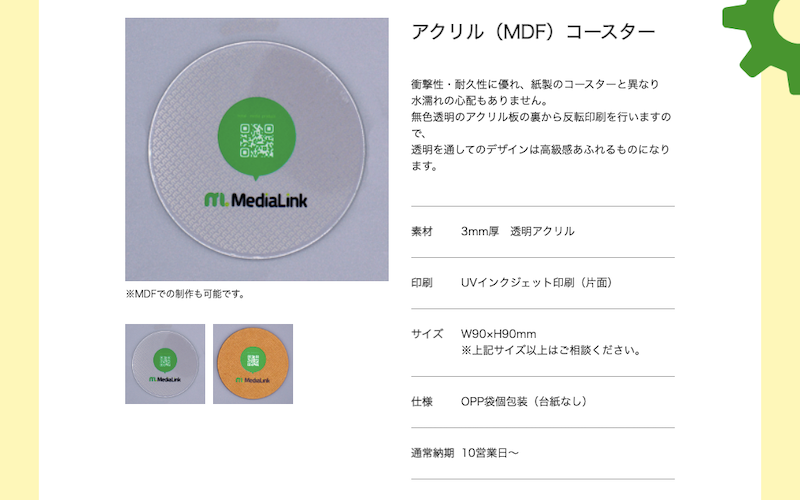 アクリル（MDF）コースター
衝撃性・耐久性に優れ、紙製のコースターと異なり
水濡れの心配もありません。
無色透明のアクリル板の裏から反転印刷を行いますの
で、
透明を通してのデザインは高級感あふれるものになり
ます。
素材 3mm厚　透明アクリル
印刷 UVインクジェット印刷（片面）
サイズ W90×H90mm
※上記サイズ以上はご相談ください。
仕様 OPP袋個包装（台紙なし）
通常納期 10営業日〜
mL MediaLink
※MDFでの制作も可能です。
mL MediaLink
mL MediaLink